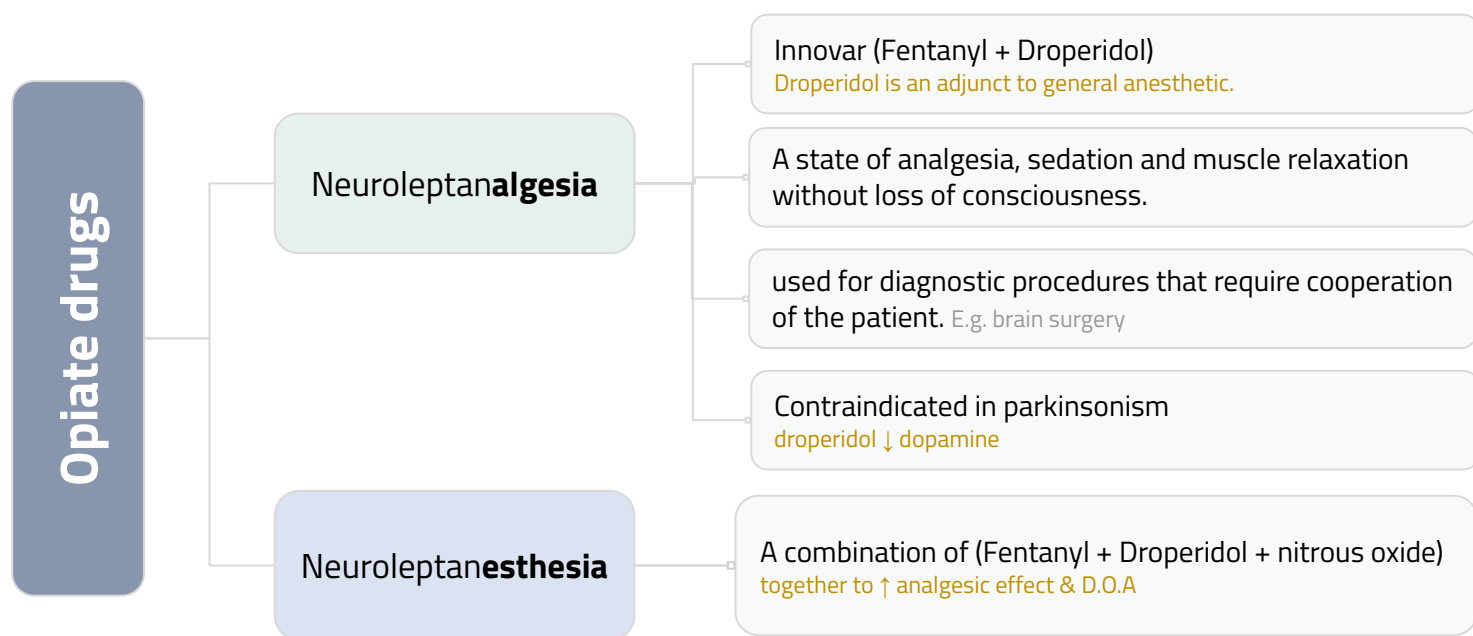 Opiate drugs
Neuroleptanalgesia
Innovar (Fentanyl + Droperidol)
Droperidol is an adjunct to general anesthetic.
A state of analgesia, sedation and muscle relaxation
without loss of consciousness.
used for diagnostic procedures that require cooperation
of the patient. E.g. brain surgery
Contraindicated in parkinsonism
droperidol ↓ dopamine
Neuroleptanesthesia
A combination of (Fentanyl + Droperidol + nitrous oxide)
together to ↑ analgesic effect & D.O.A